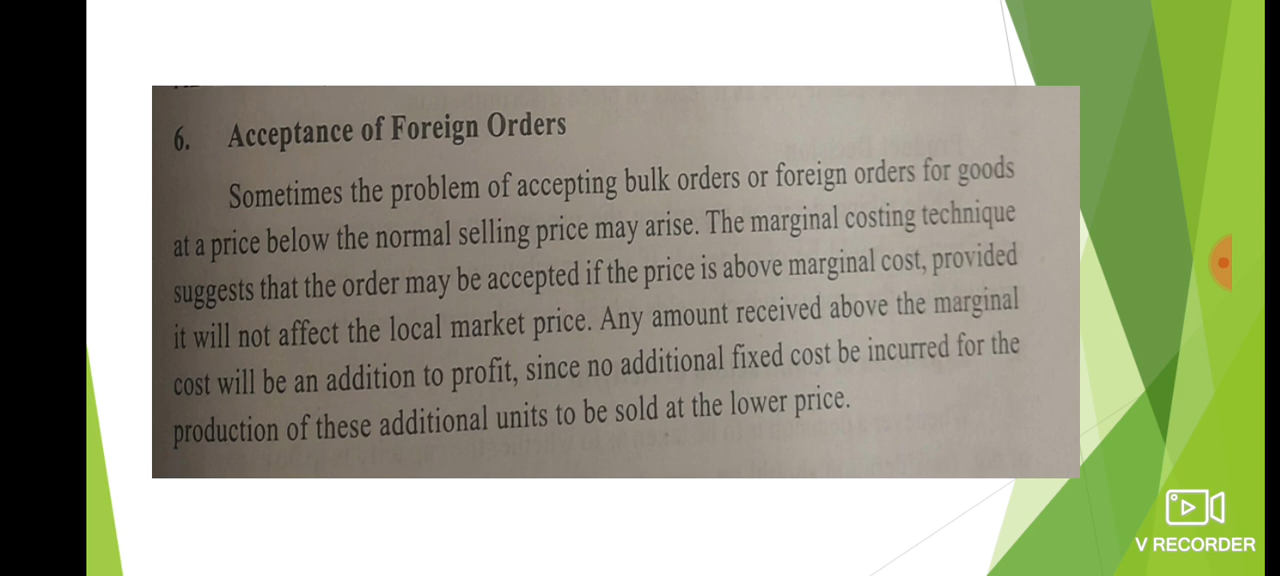 6. Acceptance of Foreign Orders
Sometimes the problem of accepting bulk orders or foreign orders for goods
at a price below the normal selling price may arise. The marginal costing technique
suggests that the order may be accepted if the price is above marginal cost, provided
it will not affect the local market price. Any amount received above the marginal
cost will be an addition to profit, since no additional fixed cost be incurred for the
production of these additional units to be sold at the lower price.
V RECORDER